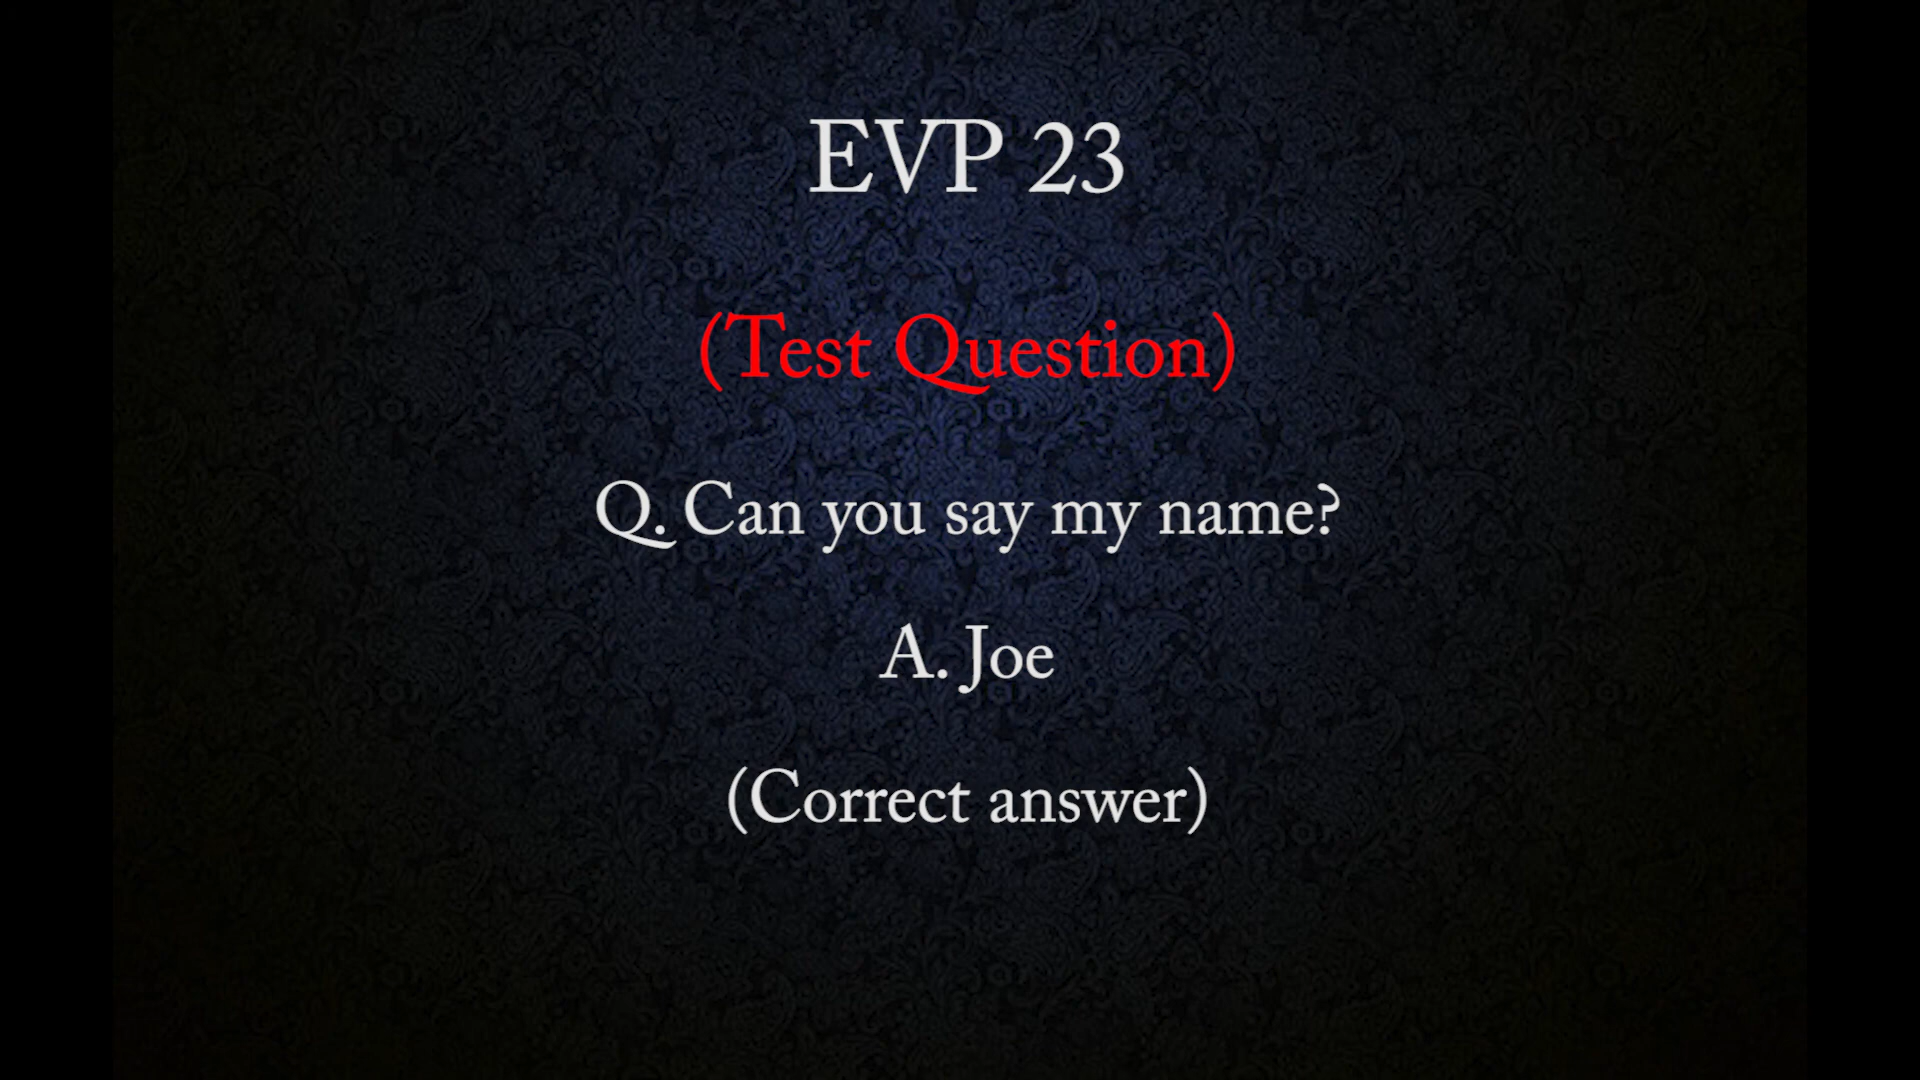 EVP 23
(Test Question)
Q. Can you say my name?
A. Joe
(Correct answer)